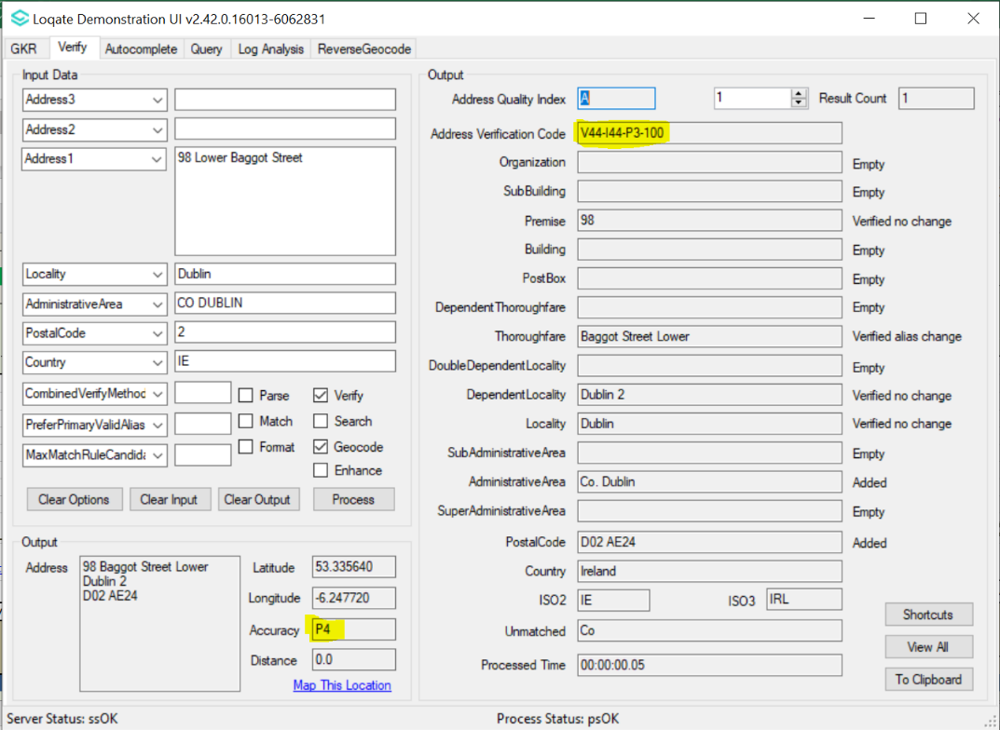 Loqate Demonstration UI v2.42.0.16013-6062831
GKR Verify Autocomplete Query Log Analysis ReverseGeocode
Input Data
Address3
Address2
Address1 98 Lower Baggot Street
Locality Dublin
AdministrativeArea CO DUBLIN
PostalCode 2
Country IE
CombinedVerifyMethod Parse Verify
PreferPrimaryValidAlias Match Search
MaxMatchRuleCandida Format Geocode
Enhance
Clear Options Clear Input Clear Output Process
Output
Address 98 Baggot Street Lower
Dublin 2
D02 AE24
Latitude 53.335640
Longitude -6.247720
Accuracy P4
Distance 0.0
Map This Location
Output
Address Quality Index A 1 Result Count 1
Address Verification Code V44-I44-P3-100
Organization Empty
SubBuilding Empty
Premise 98 Verified no change
Building Empty
PostBox Empty
DependentThoroughfare Empty
Thoroughfare Baggot Street Lower Verified alias change
DoubleDependentLocality Empty
DependentLocality Dublin 2 Verified no change
Locality Dublin Verified no change
SubAdministrativeArea Empty
AdministrativeArea Co. Dublin Added
SuperAdministrativeArea Empty
PostalCode D02 AE24 Added
Country Ireland
ISO2 IE ISO3 IRL
Unmatched Co
Processed Time 00:00:00.05
Shortcuts
View All
To Clipboard
Server Status: ssOK Process Status: psOK